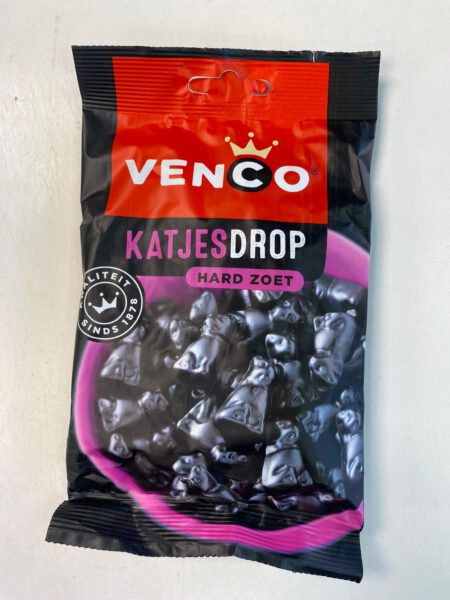 VENCO®
KATJESDROP
HARD ZOET
KWALITEIT
SINDS 1878